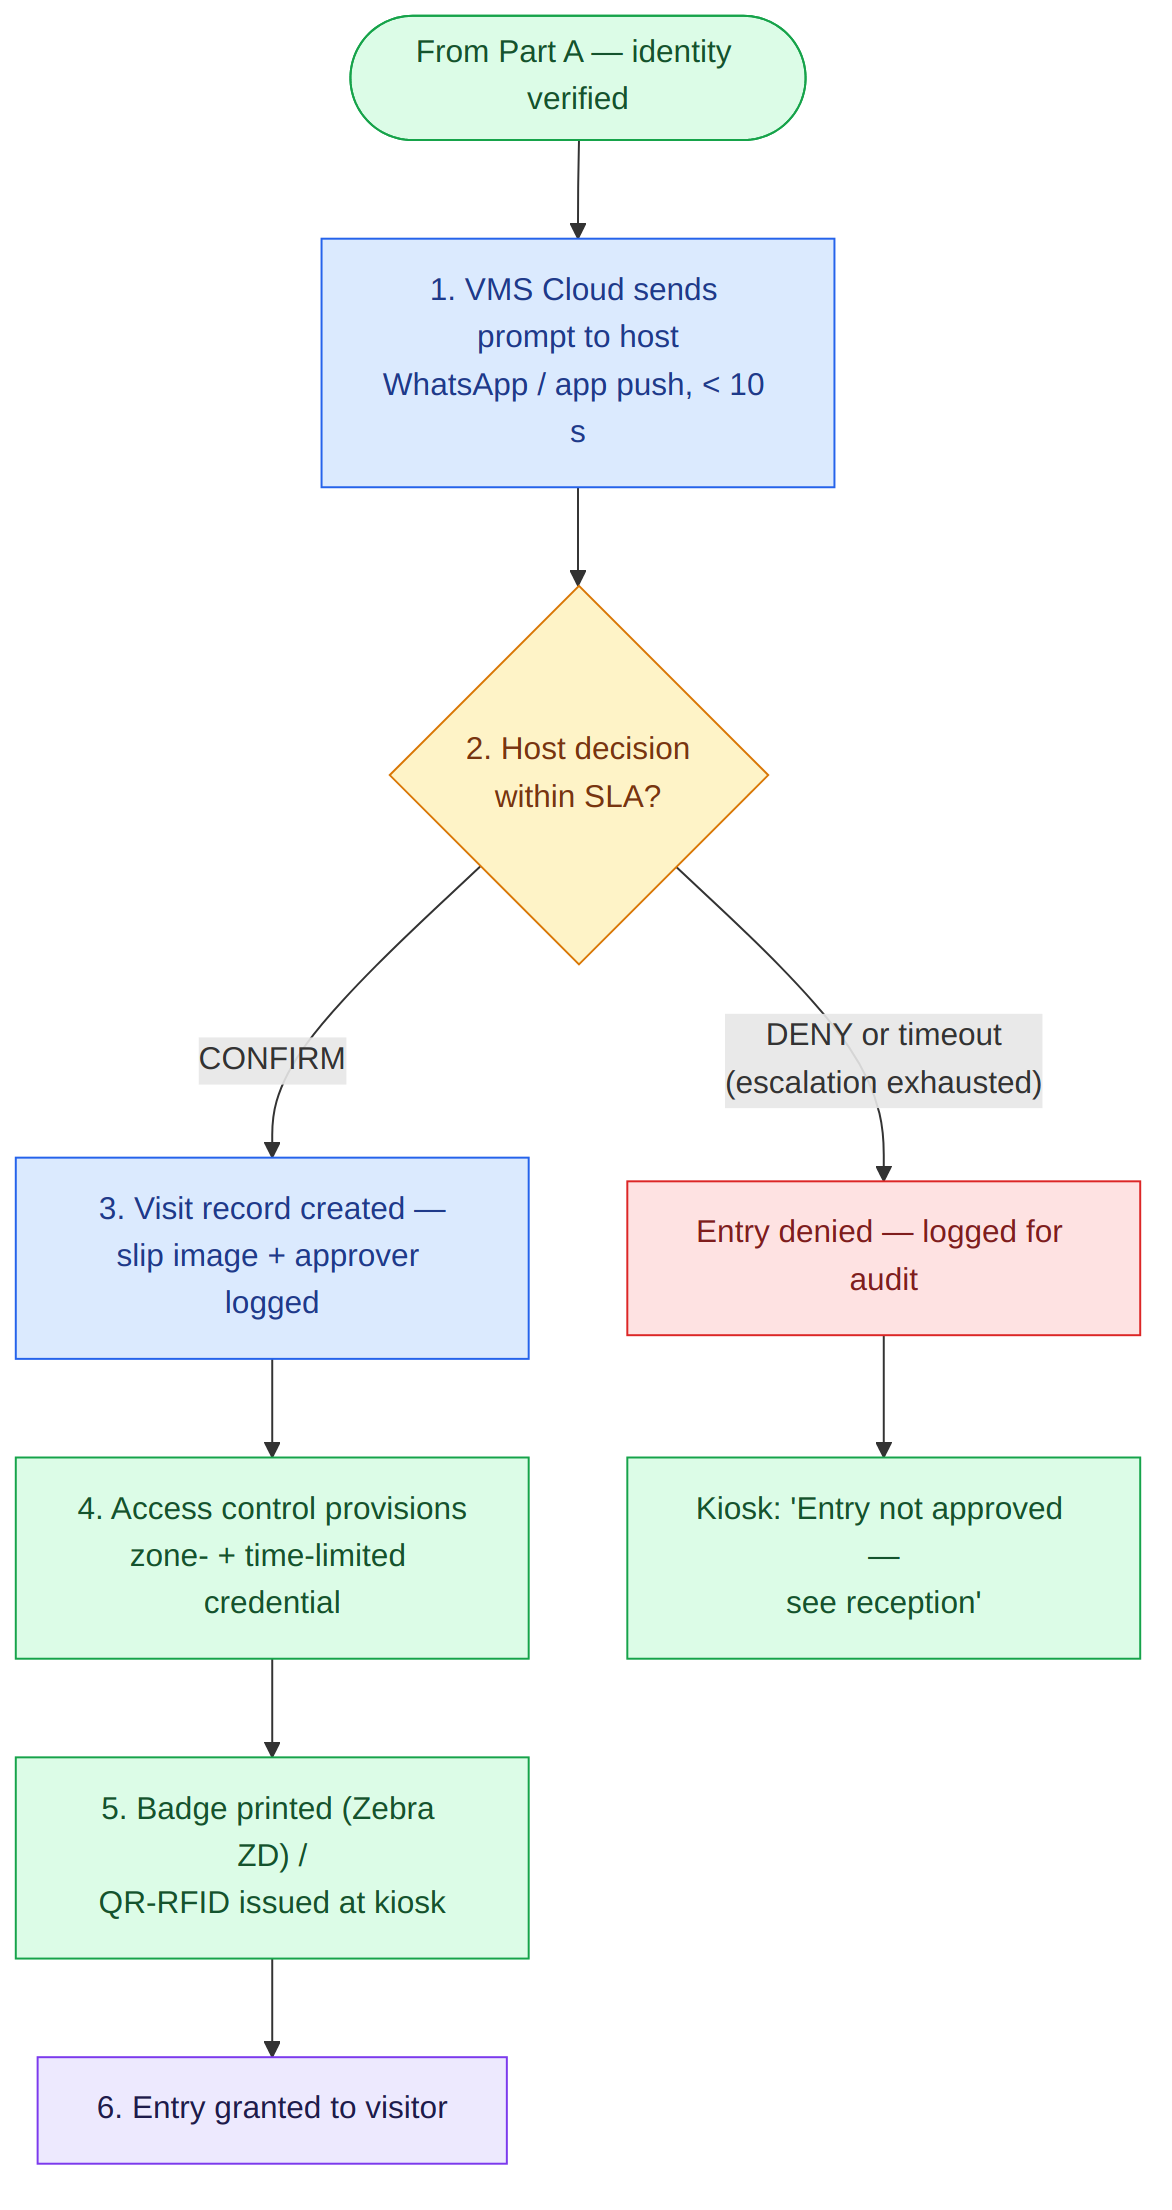 From Part A — identity
verified
1. VMS Cloud sends
prompt to host
WhatsApp / app push, < 10
s
2. Host decision
within SLA?
CONFIRM
DENY or timeout
(escalation exhausted)
3. Visit record created —
slip image + approver
logged
Entry denied — logged for
audit
4. Access control provisions
zone- + time-limited
credential
Kiosk: 'Entry not approved
—
see reception'
5. Badge printed (Zebra
ZD) /
QR-RFID issued at kiosk
6. Entry granted to visitor